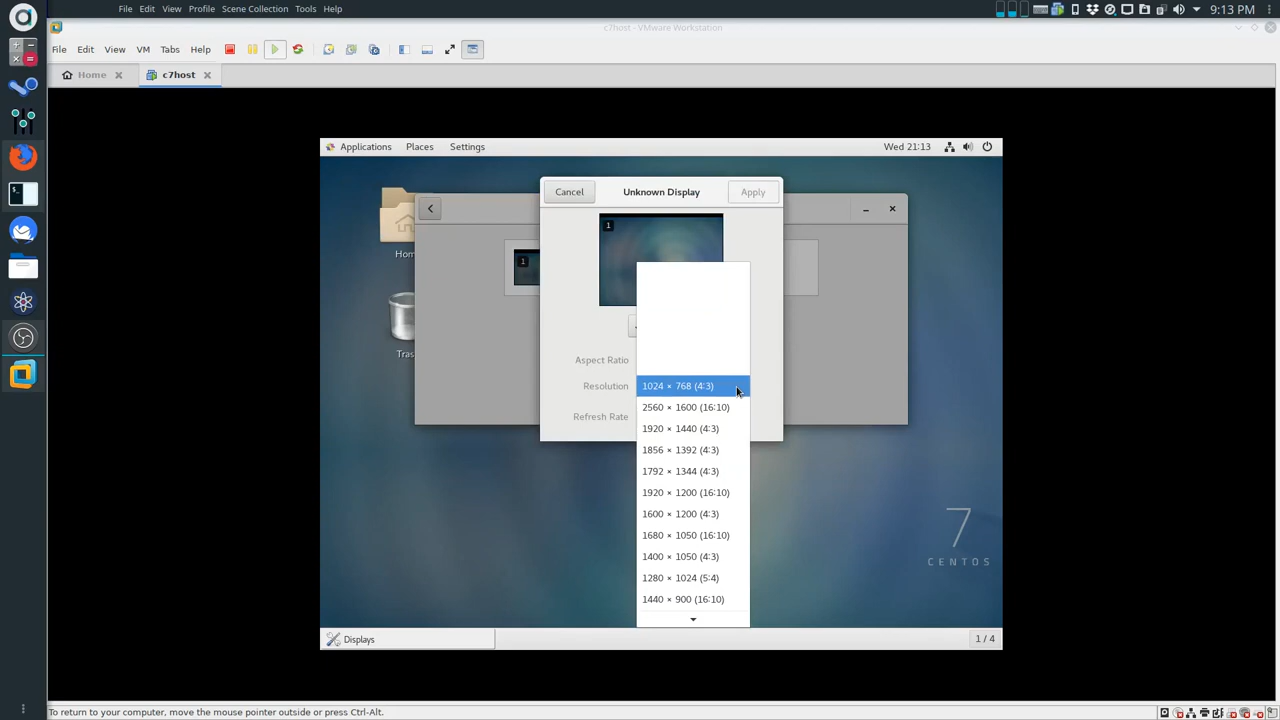 File Edit View Profile Scene Collection Tools Help
9:13 PM
c7host - VMware Workstation
File Edit View VM Tabs Help
Home
c7host
Applications Places Settings
Wed 21:13
Cancel
Unknown Display
Apply
1
1
Hom
Tras
Aspect Ratio
Resolution
Refresh Rate
1024 × 768 (4:3)
2560 × 1600 (16:10)
1920 × 1440 (4:3)
1856 × 1392 (4:3)
1792 × 1344 (4:3)
1920 × 1200 (16:10)
1600 × 1200 (4:3)
1680 × 1050 (16:10)
1400 × 1050 (4:3)
1280 × 1024 (5:4)
1440 × 900 (16:10)
7
CENTOS
Displays
1 / 4
To return to your computer, move the mouse pointer outside or press Ctrl-Alt.